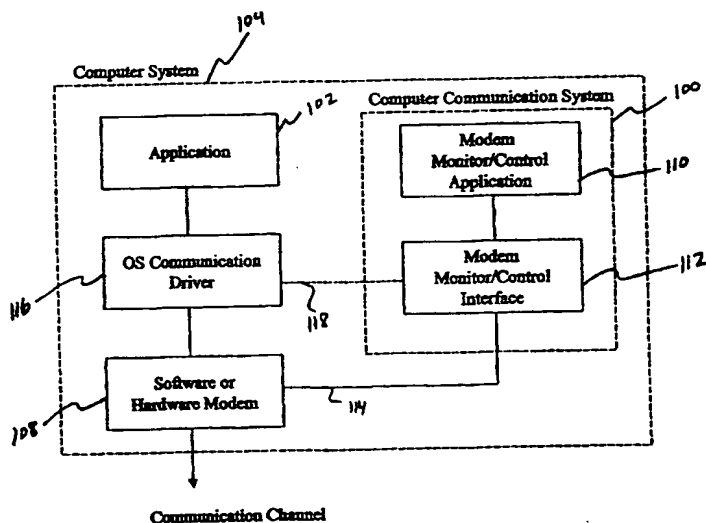 104
Computer System
Computer Communication System
100
102
Application
Modem
Monitor/Control
Application
110
OS Communication
Driver
116
118
Modem
Monitor/Control
Interface
112
Software or
Hardware Modem
108
114
Communication Channel